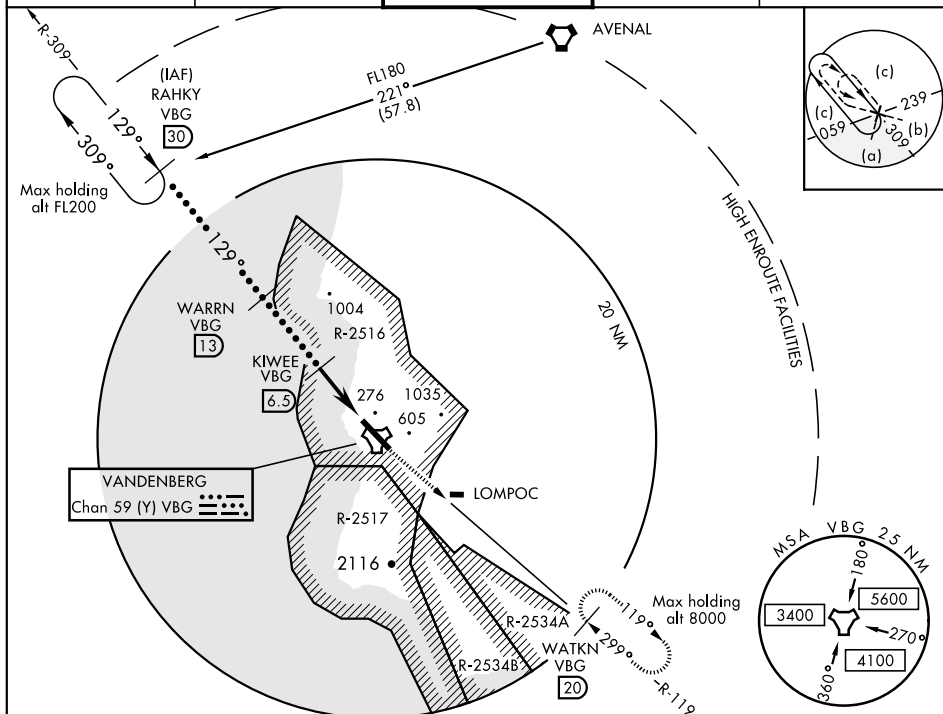 R-309
(IAF)
RAHKY
VBG
30
129°
309°
Max holding
alt FL200
AVENAL
FL180
221°
(57.8)
(c)
(c)
239
059
309
(b)
(a)
HIGH ENROUTE FACILITIES
20 NM
129°
WARRN
VBG
13
1004
R-2516
KIWEE
VBG
6.5
276
1035
605
VANDENBERG
Chan 59 (Y) VBG
LOMPOC
R-2517
2116
R-2534A
R-2534B
WATKN
VBG
20
119°
299°
Max holding
alt 8000
R-119
MSA VBG 25 NM
180°
5600
3400
270°
4100
360°